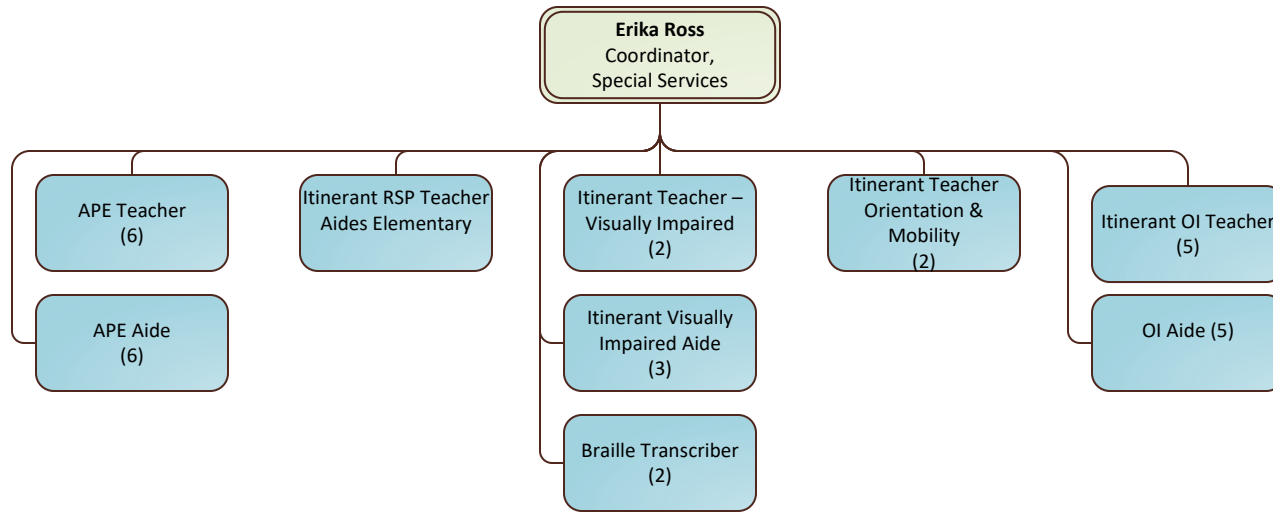 Erika Ross
Coordinator,
Special Services
APE Teacher
(6)
Itinerant RSP Teacher
Aides Elementary
Itinerant Teacher –
Visually Impaired
(2)
Itinerant Teacher
Orientation &
Mobility
(2)
Itinerant OI Teacher
(5)
APE Aide
(6)
Itinerant Visually
Impaired Aide
(3)
OI Aide (5)
Braille Transcriber
(2)